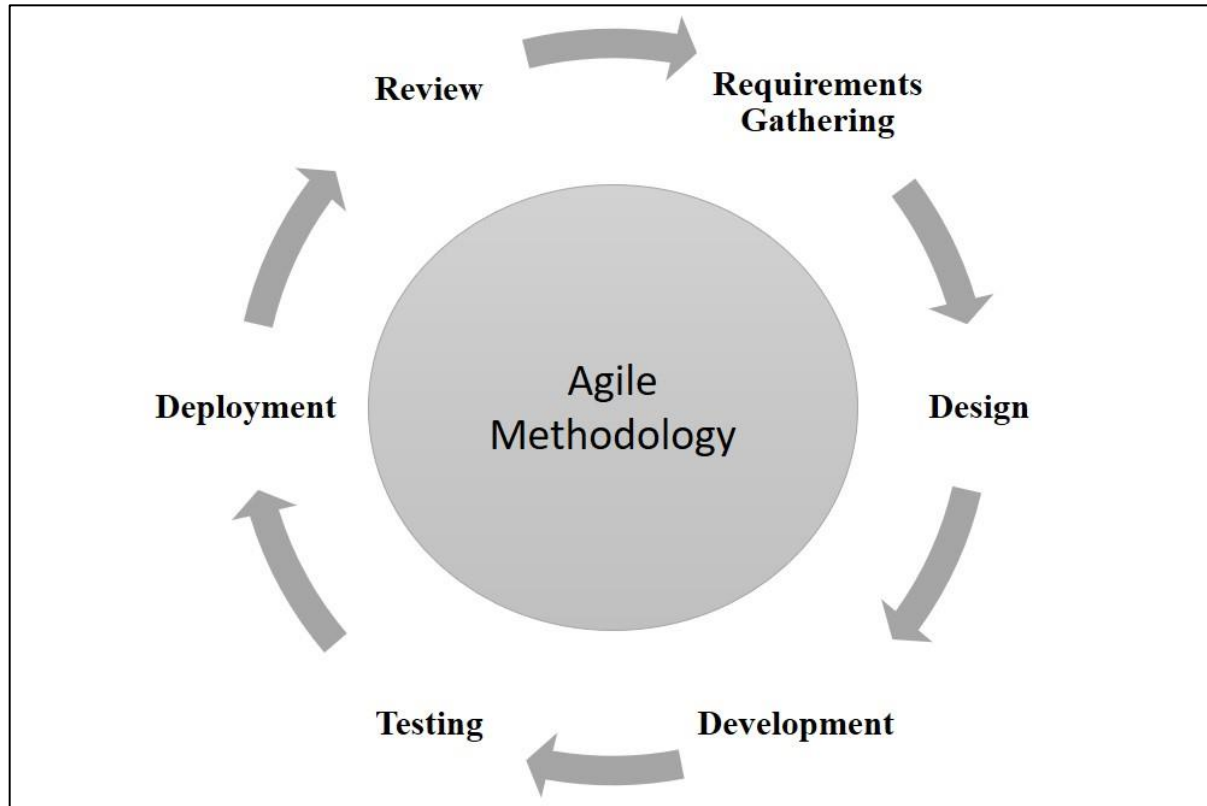 Review
Requirements
Gathering
Design
Development
Testing
Deployment
Agile
Methodology